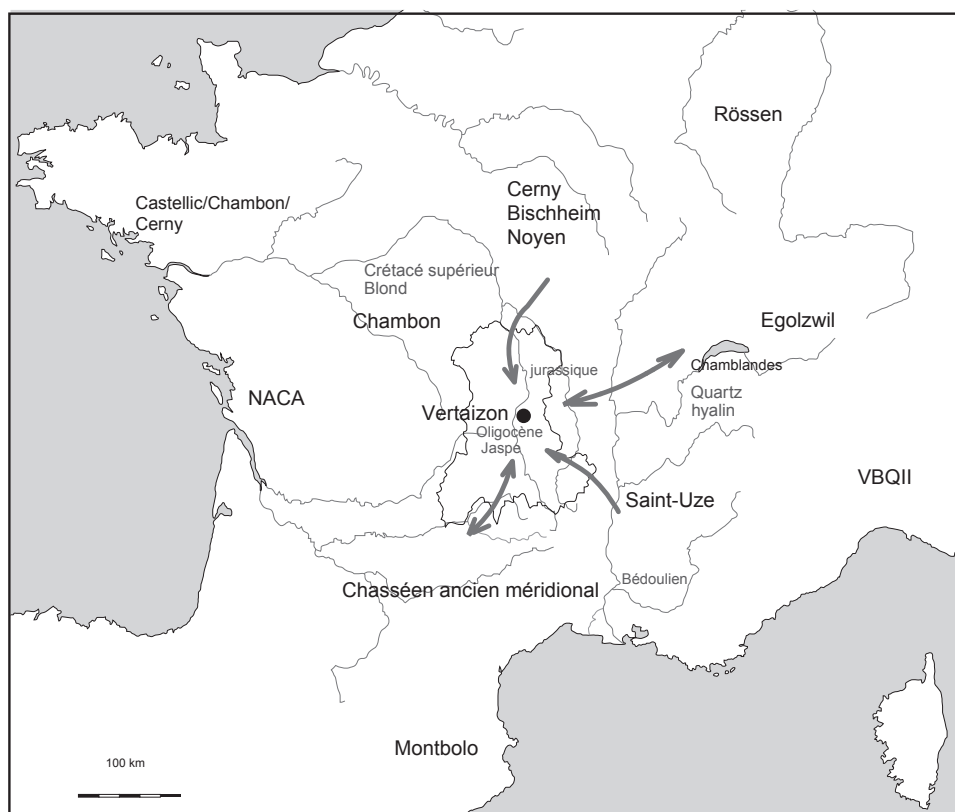 Rössen
Castellic/Chambon/
Cerny
Cerny
Bischheim
Noyen
Crétacé supérieur
Blond
Chambon
Egolzwil
Chamblandes
jurassique
Quartz
hyalin
NACA
Vertaizon
Oligocène
Jaspe
VBQII
Saint-Uze
Bédoulien
Chasséen ancien méridional
Montbolo
100 km